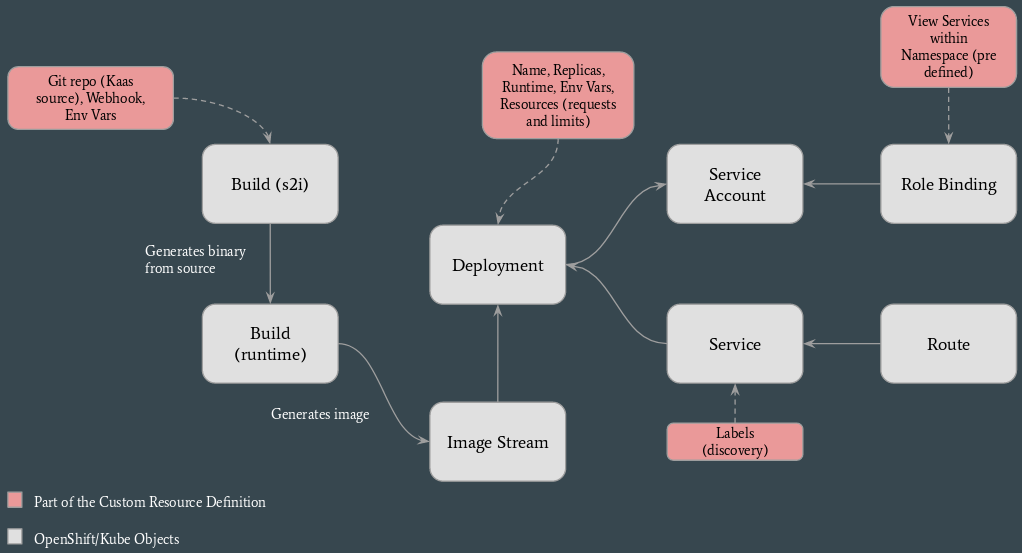 View Services
within
Namespace (pre
defined)
Git repo (Kaas
source), Webhook,
Env Vars
Name, Replicas,
Runtime, Env Vars,
Resources (requests
and limits)
Build (s2i)
Service
Account
Role Binding
Generates binary
from source
Deployment
Build
(runtime)
Service
Route
Generates image
Image Stream
Labels
(discovery)
Part of the Custom Resource Definition
OpenShift/Kube Objects